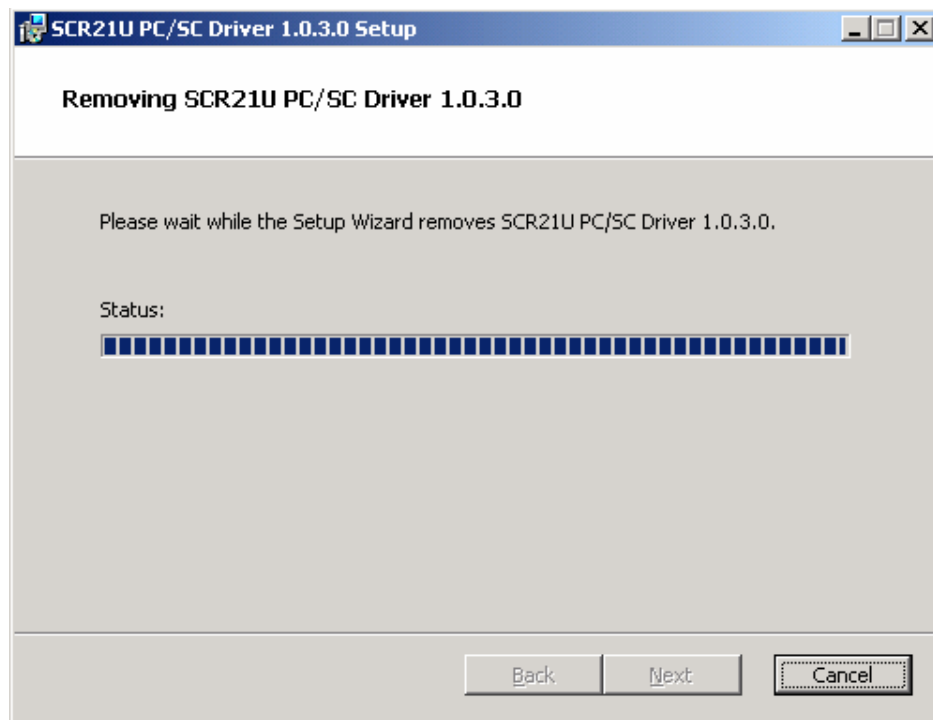 SCR21U PC/SC Driver 1.0.3.0 Setup
Removing SCR21U PC/SC Driver 1.0.3.0
Please wait while the Setup Wizard removes SCR21U PC/SC Driver 1.0.3.0.
Status:
Back Next Cancel